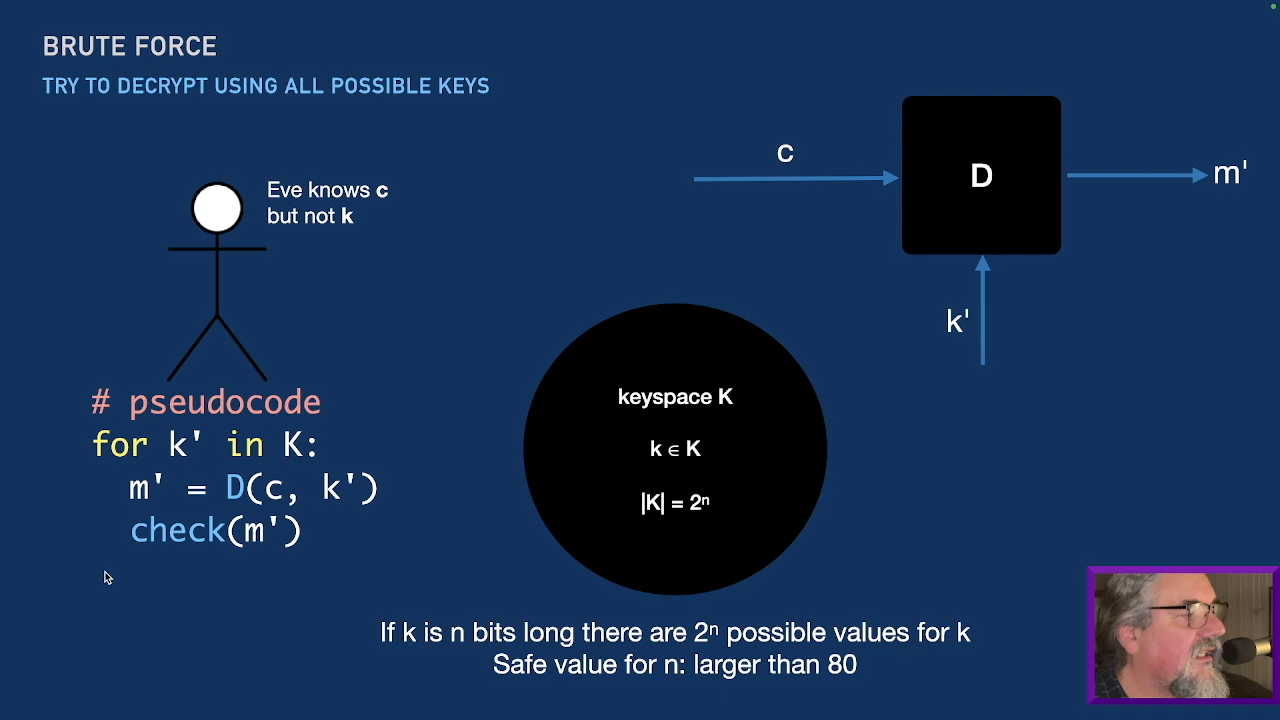 BRUTE FORCE
TRY TO DECRYPT USING ALL POSSIBLE KEYS
Eve knows c
but not k
c
D
m'
k'
# pseudocode
for k' in K:
m' = D(c, k')
check(m')
keyspace K
k ∈ K
|K| = 2ⁿ
If k is n bits long there are 2ⁿ possible values for k
Safe value for n: larger than 80